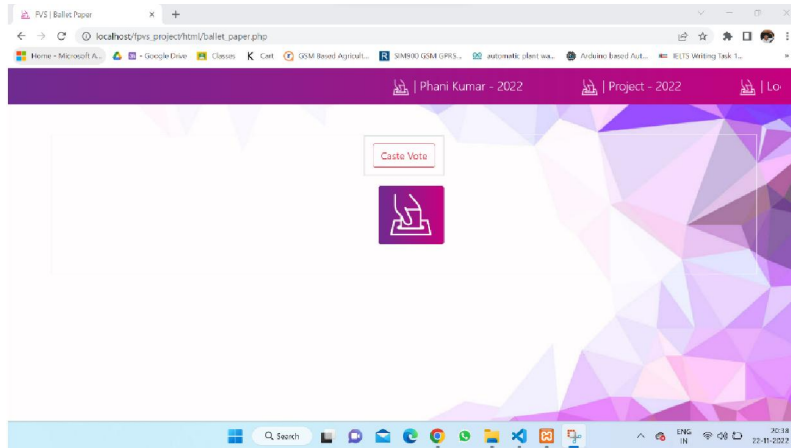 FVS | Ballet Paper
localhost/fpvs_project/html/ballet_paper.php
Home - Microsoft A...
- Google Drive
Classes
Cart
GSM Based Agricult...
SIM900 GSM GPRS...
automatic plant wa...
Arduino based Aut...
IELTS Writing Task 1...
| Phani Kumar - 2022
| Project - 2022
| Lo
Caste Vote
Search
ENG
IN
20:38
22-11-2022